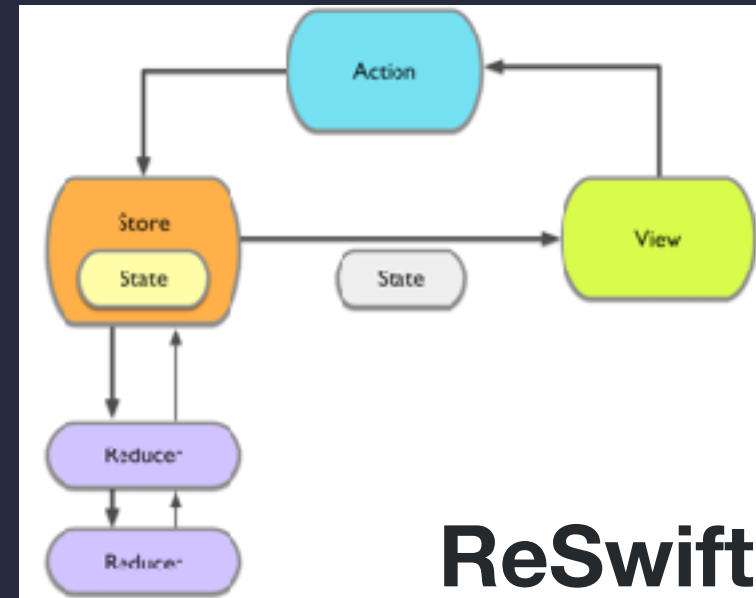 Action
Store
View
State
State
Reducer
Reducer
ReSwift